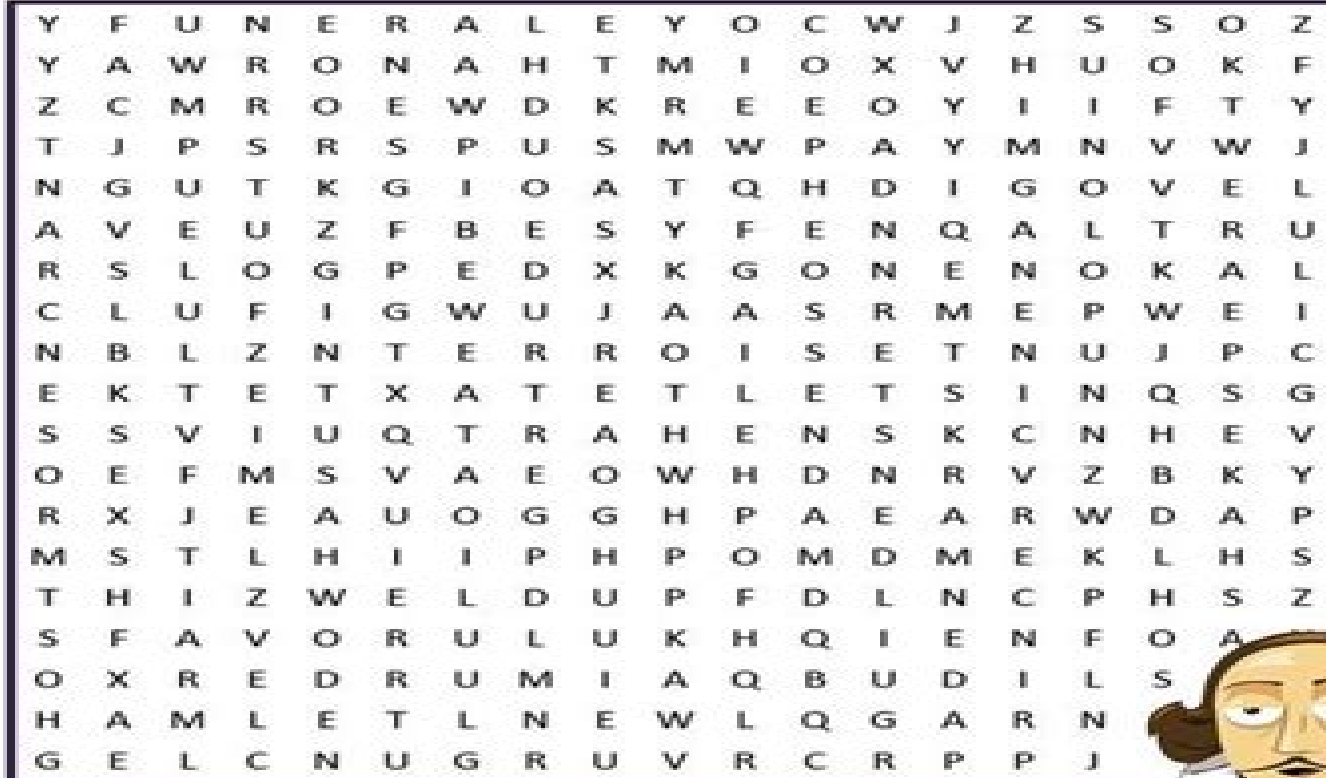 Y F U N E R A L E Y O C W J Z S S O Z
Y A W R O N A H T M I O X V H U O K F
Z C M R O E W D K R E E O Y I I F T Y
T J P S R S P U S M W P A Y M N V W J
N G U T K G I O A T Q H D I G O V E L
A V E U Z F B E S Y F E N Q A L T R U
R S L O G P E D X K G O N E N O K A L
C L U F I G W U J A A S R M E P W E I
N B L Z N T E R R O I S E T N U J P C
E K T E T X A T E T L E T S I N Q S G
S S V I U Q T R A H E N S K C N H E V
O E F M S V A E O W H D N R V Z B K Y
R X J E A U O G G H P A E A R W D A P
M S T L H I I P H P O M D M E K L H S
T H I Z W E L D U P F D L N C P H S Z
S F A V O R U L U K H Q I E N F O A
O X R E D R U M I A Q B U D I L S
H A M L E T L N E W L Q G A R N
G E L C N U G R U V R C R P P J